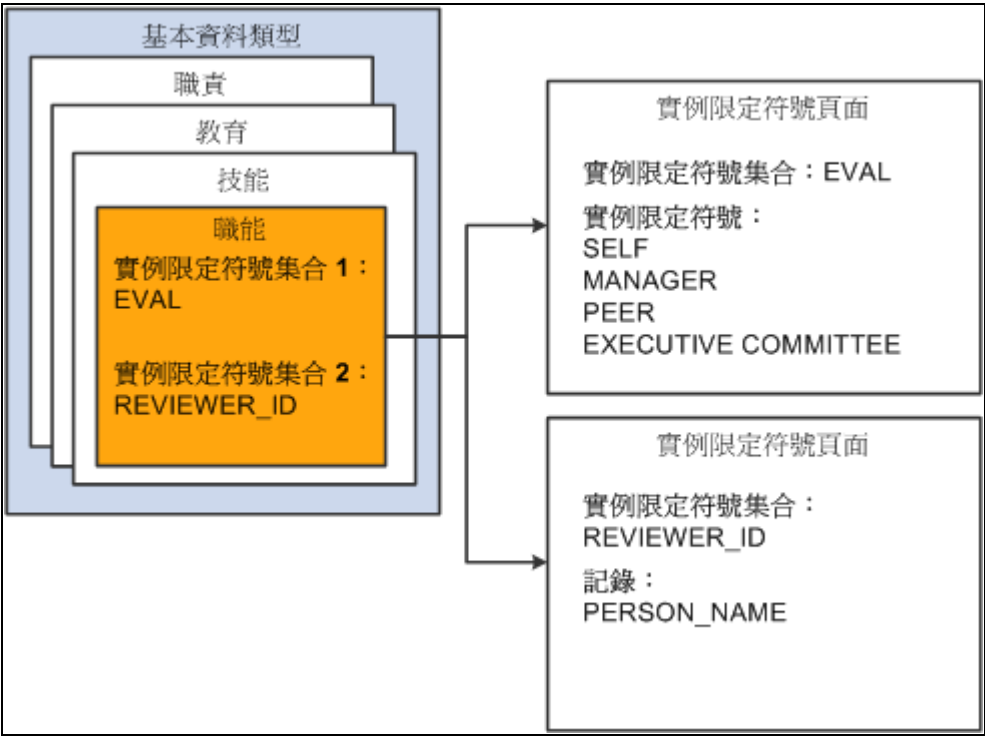 基本資料類型
職責
教育
技能
職能
實例限定符號集合 1：
EVAL
實例限定符號集合 2：
REVIEWER_ID
實例限定符號頁面
實例限定符號集合：EVAL
實例限定符號：
SELF
MANAGER
PEER
EXECUTIVE COMMITTEE
實例限定符號頁面
實例限定符號集合：
REVIEWER_ID
記錄：
PERSON_NAME